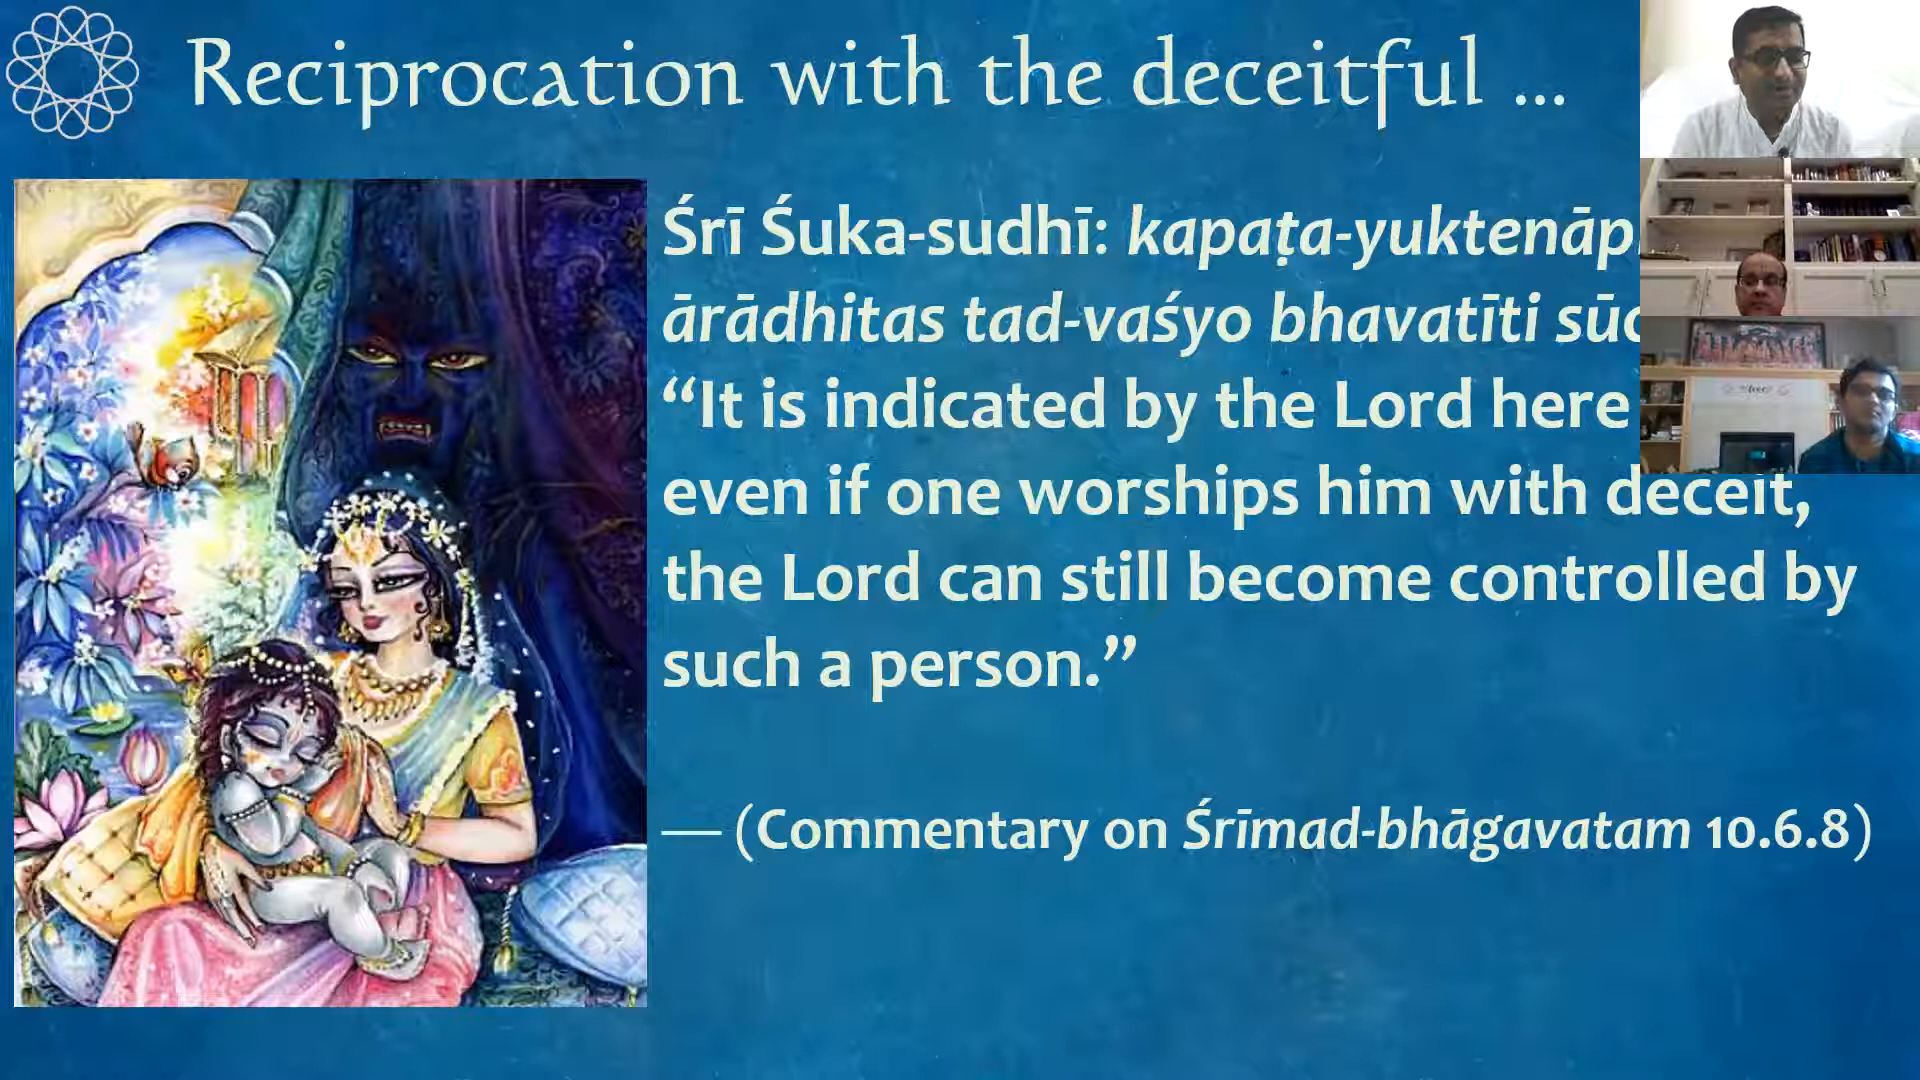 Reciprocation with the deceitful ...
Śrī Śuka-sudhī: kapaṭa-yuktenāp
ārādhitas tad-vaśyo bhavatīti sūc
“It is indicated by the Lord here
even if one worships him with deceit,
the Lord can still become controlled by
such a person.”
— (Commentary on Śrīmad-bhāgavatam 10.6.8)